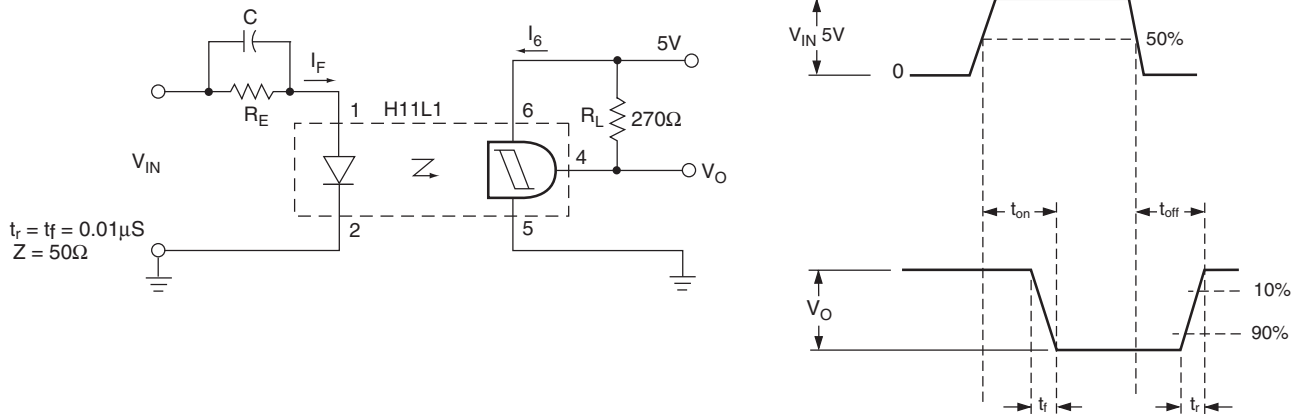 C
I_F
R_E
1
H11L1
I_6
5V
6
R_L
270Ω
4
V_O
V_IN
2
5
t_r = t_f = 0.01μS
Z = 50Ω
V_IN 5V
50%
0
t_on
t_off
V_O
10%
90%
t_f
t_r